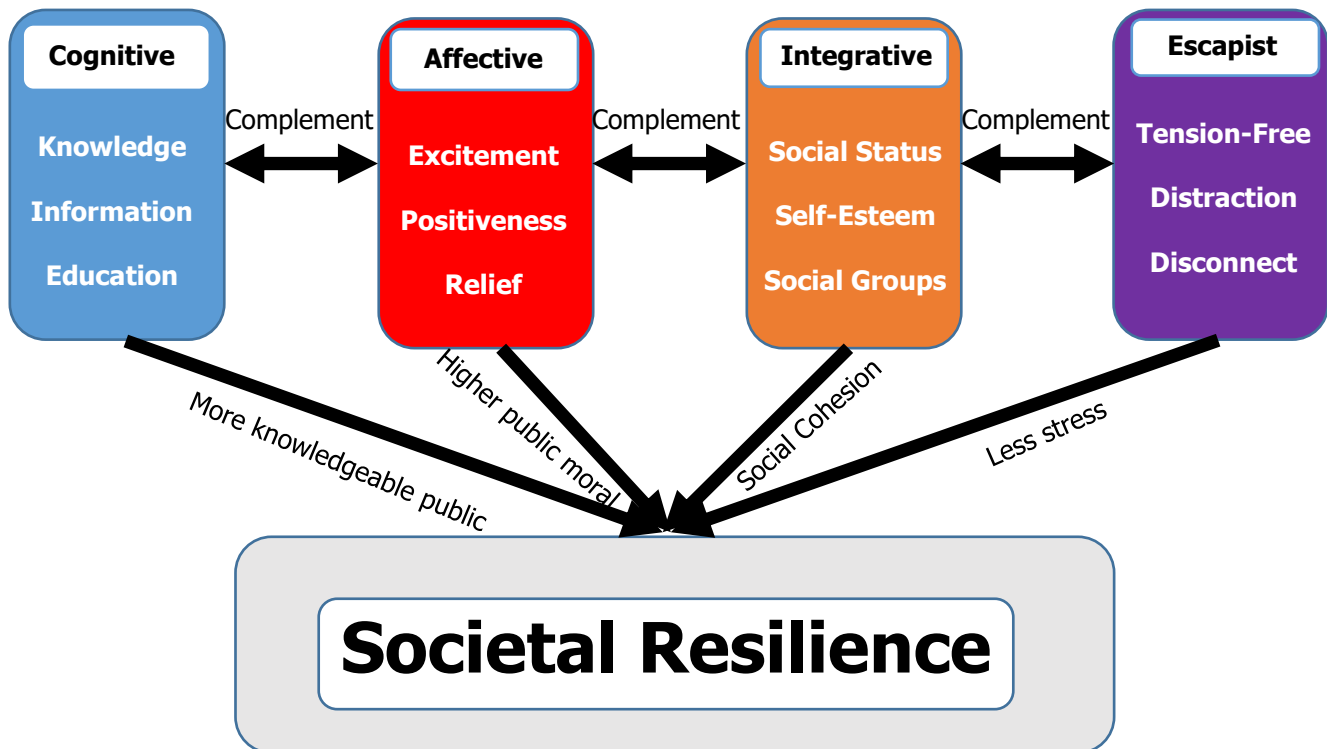 Cognitive
Knowledge
Information
Education
Complement
Affective
Excitement
Positiveness
Relief
Complement
Integrative
Social Status
Self-Esteem
Social Groups
Complement
Escapist
Tension-Free
Distraction
Disconnect
More knowledgeable public
Higher public moral
Social Cohesion
Less stress
Societal Resilience